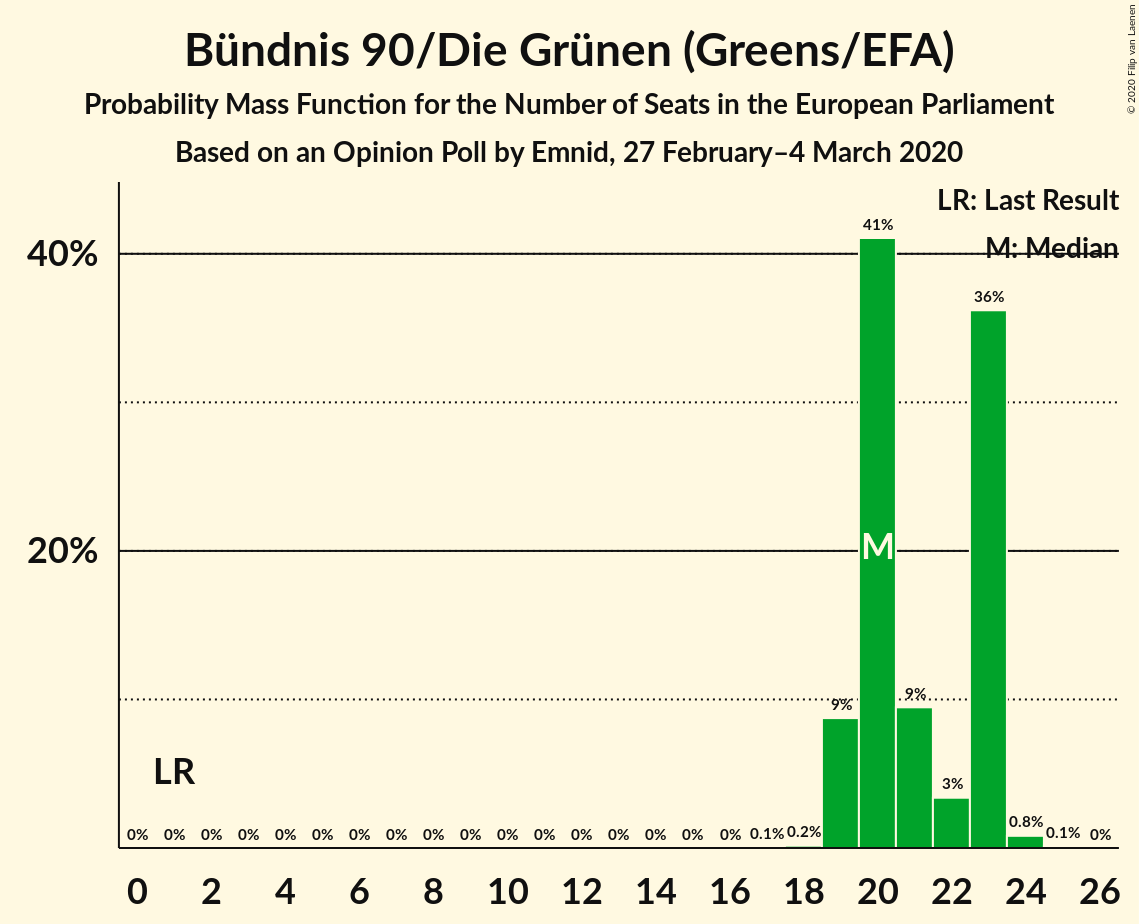 Bündnis 90/Die Grünen (Greens/EFA)
Probability Mass Function for the Number of Seats in the European Parliament
Based on an Opinion Poll by Emnid, 27 February–4 March 2020
© 2020 Filip van Laenen
LR: Last Result
M: Median
40%
20%
41%
36%
M
9%
9%
3%
LR
0% 0% 0% 0% 0% 0% 0% 0% 0% 0% 0% 0% 0% 0% 0% 0% 0% 0.1% 0.2% 0.8% 0.1% 0%
0 2 4 6 8 10 12 14 16 18 20 22 24 26